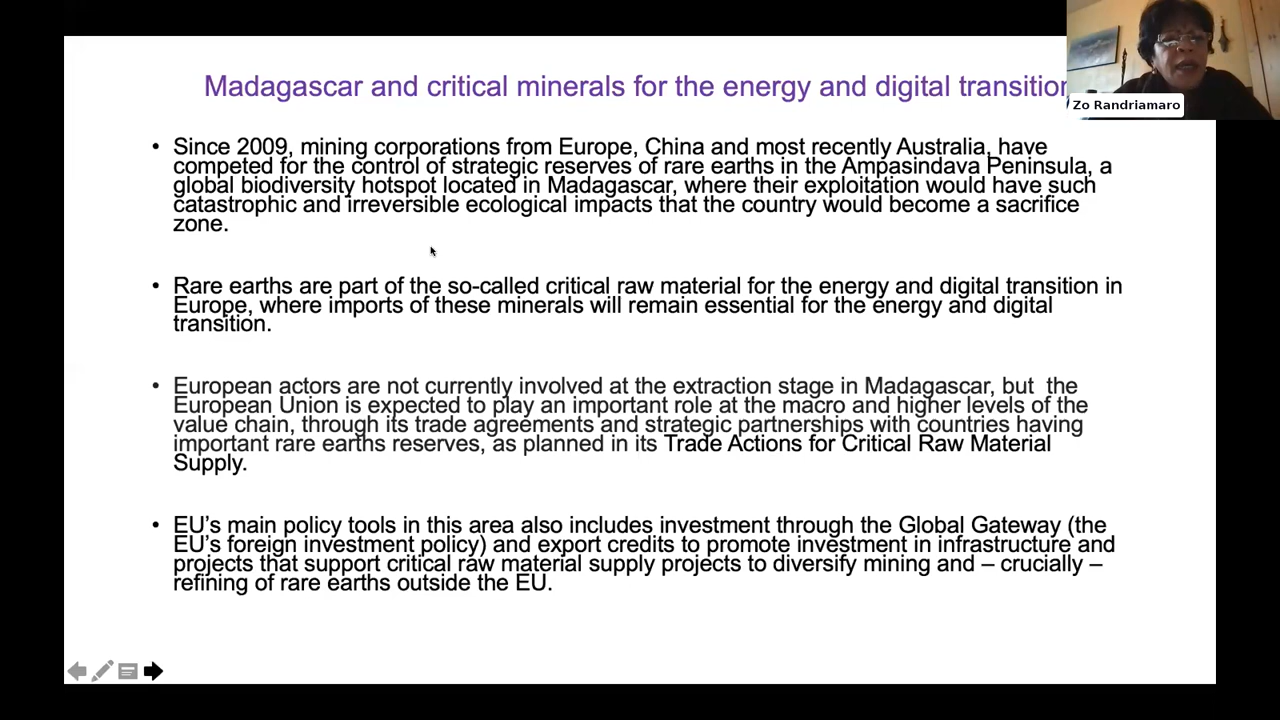 Madagascar and critical minerals for the energy and digital transition
Zo Randriamaro
• Since 2009, mining corporations from Europe, China and most recently Australia, have
competed for the control of strategic reserves of rare earths in the Ampasindava Peninsula, a
global biodiversity hotspot located in Madagascar, where their exploitation would have such
catastrophic and irreversible ecological impacts that the country would become a sacrifice
zone.
• Rare earths are part of the so-called critical raw material for the energy and digital transition in
Europe, where imports of these minerals will remain essential for the energy and digital
transition.
• European actors are not currently involved at the extraction stage in Madagascar, but  the
European Union is expected to play an important role at the macro and higher levels of the
value chain, through its trade agreements and strategic partnerships with countries having
important rare earths reserves, as planned in its Trade Actions for Critical Raw Material
Supply.
• EU’s main policy tools in this area also includes investment through the Global Gateway (the
EU’s foreign investment policy) and export credits to promote investment in infrastructure and
projects that support critical raw material supply projects to diversify mining and – crucially –
refining of rare earths outside the EU.